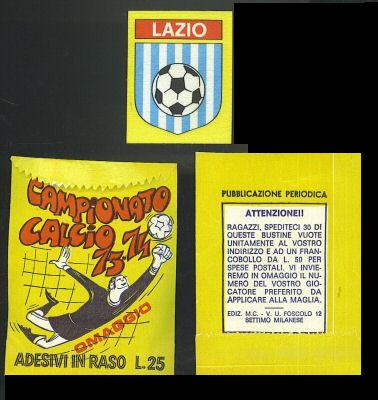 LAZIO
CAMPIONATO
CALCIO
73-74
OMAGGIO
ADESIVI IN RASO L.25
PUBBLICAZIONE PERIODICA
ATTENZIONE!!
RAGAZZI, SPEDITECI 30 DI
QUESTE BUSTINE VUOTE
UNITAMENTE AL VOSTRO
INDIRIZZO E AD UN FRAN-
COBOLLO DA L. 50 PER
SPESE POSTALI. VI INVIE-
REMO IN OMAGGIO IL NU-
MERO DEL VOSTRO GIO-
CATORE PREFERITO DA
APPLICARE ALLA MAGLIA.
EDIZ. M.C. - V. U. FOSCOLO 12
SETTIMO MILANESE